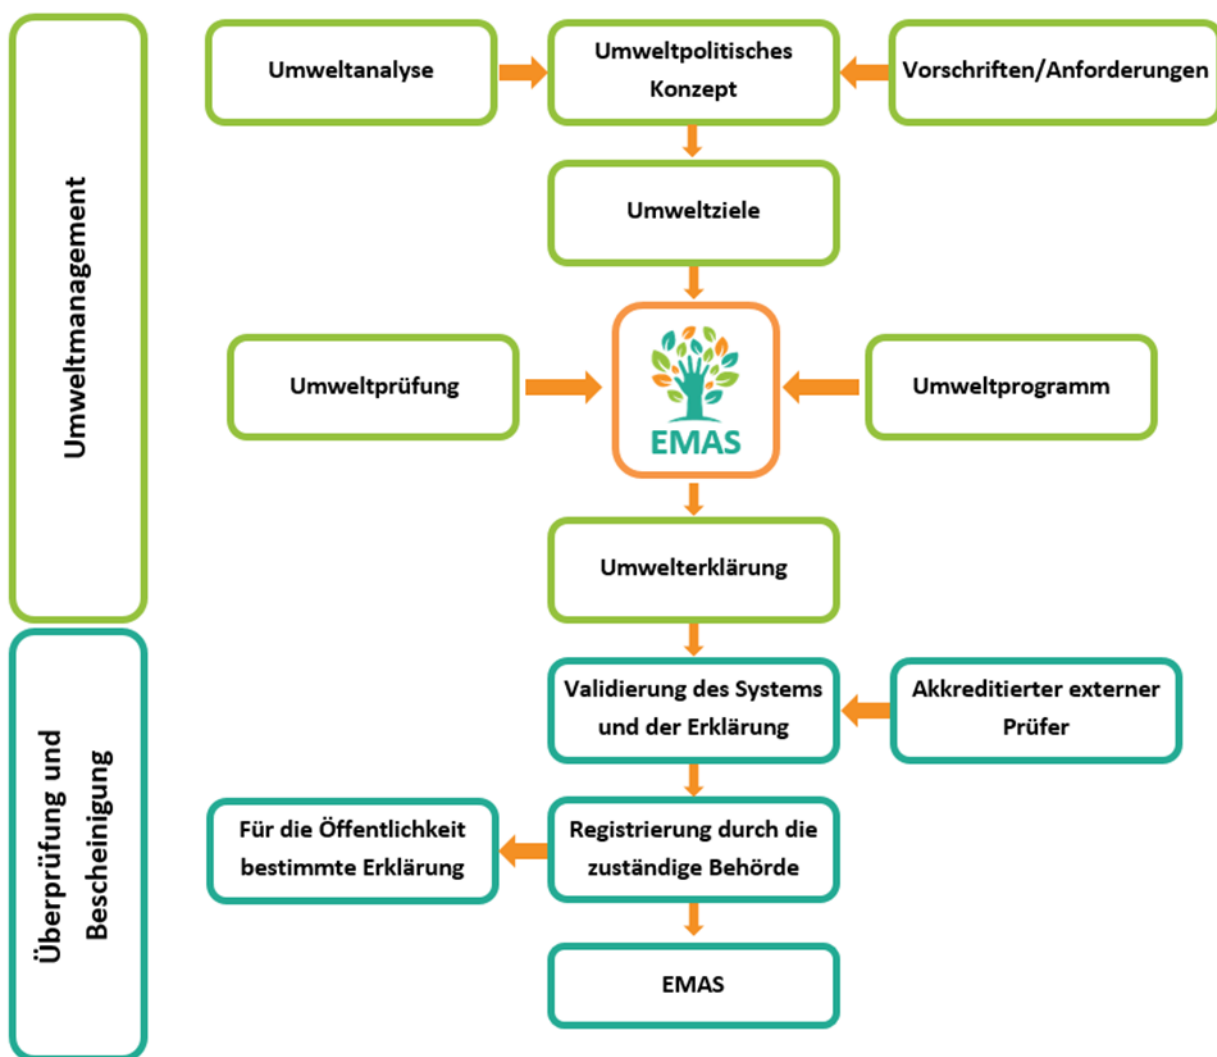 Umweltmanagement
Umweltanalyse
Umweltpolitisches
Konzept
Vorschriften/Anforderungen
Umweltziele
Umweltprüfung
EMAS
Umweltprogramm
Umwelterklärung
Überprüfung und
Bescheinigung
Validierung des Systems
und der Erklärung
Akkreditierter externer
Prüfer
Für die Öffentlichkeit
bestimmte Erklärung
Registrierung durch die
zuständige Behörde
EMAS